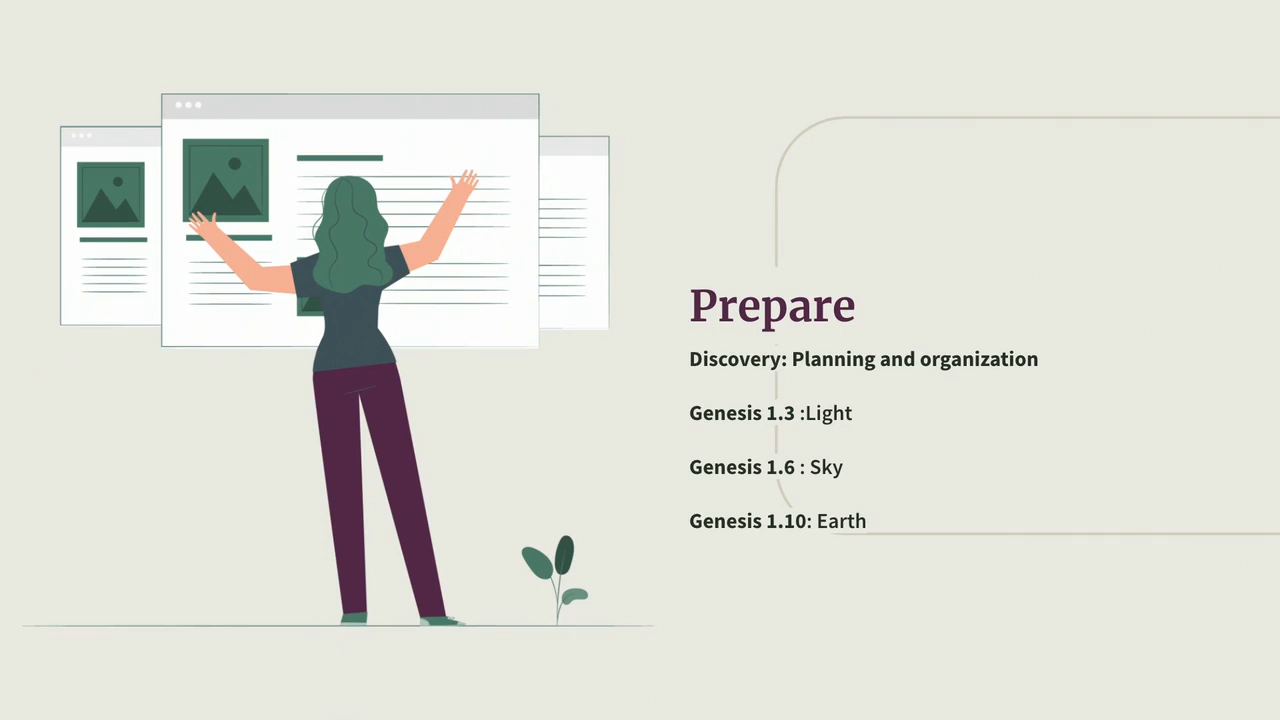 Prepare
Discovery: Planning and organization
Genesis 1.3 :Light
Genesis 1.6 : Sky
Genesis 1.10: Earth